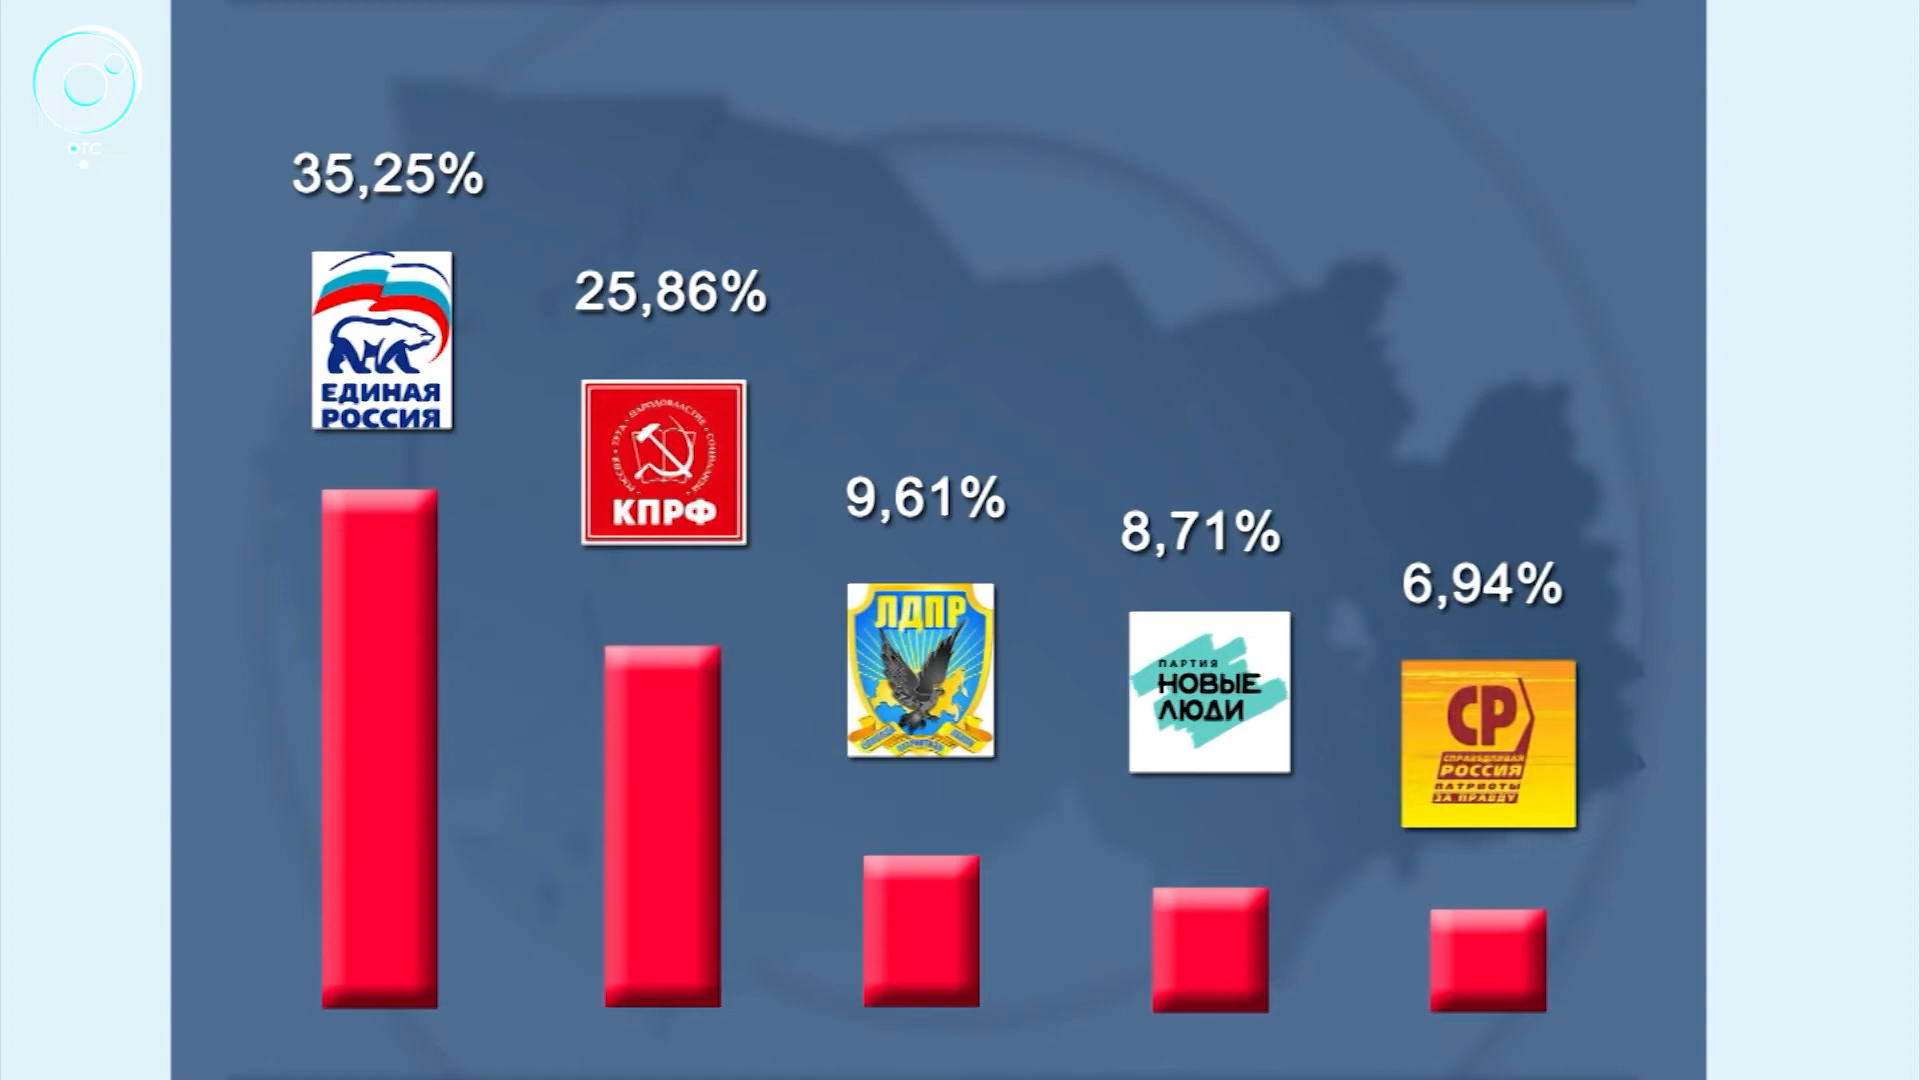 ОТС
35,25%
ЕДИНАЯ
РОССИЯ
25,86%
КПРФ
9,61%
ЛДПР
8,71%
ПАРТИЯ
НОВЫЕ
ЛЮДИ
6,94%
СР
СПРАВЕДЛИВАЯ
РОССИЯ
ПАТРИОТЫ
ЗА ПРАВДУ